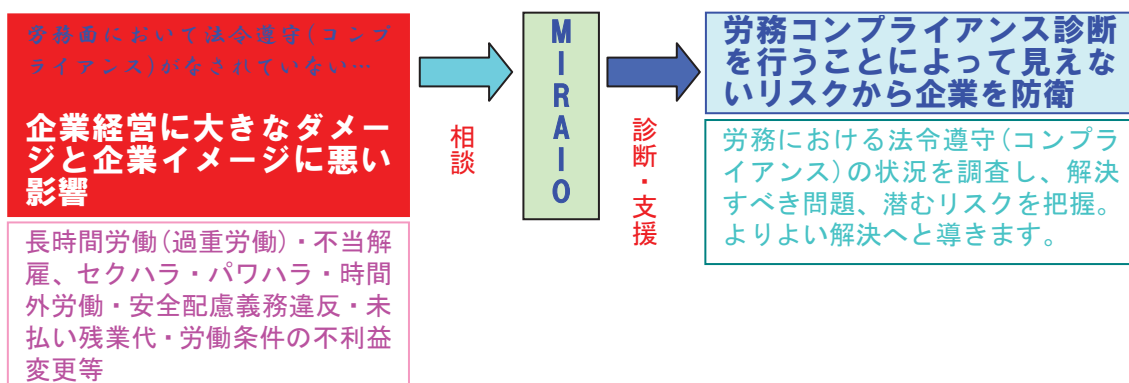 労務面において法令遵守(コンプ
ライアンス)がなされていない…
企業経営に大きなダメー
ジと企業イメージに悪い
影響
長時間労働(過重労働)・不当解
雇、セクハラ・パワハラ・時間
外労働・安全配慮義務違反・未
払い残業代・労働条件の不利益
変更等
相談
MIRAIO
診断・支援
労務コンプライアンス診断
を行うことによって見えな
いリスクから企業を防衛
労務における法令遵守(コンプラ
イアンス)の状況を調査し、解決
すべき問題、潜むリスクを把握。
よりよい解決へと導きます。